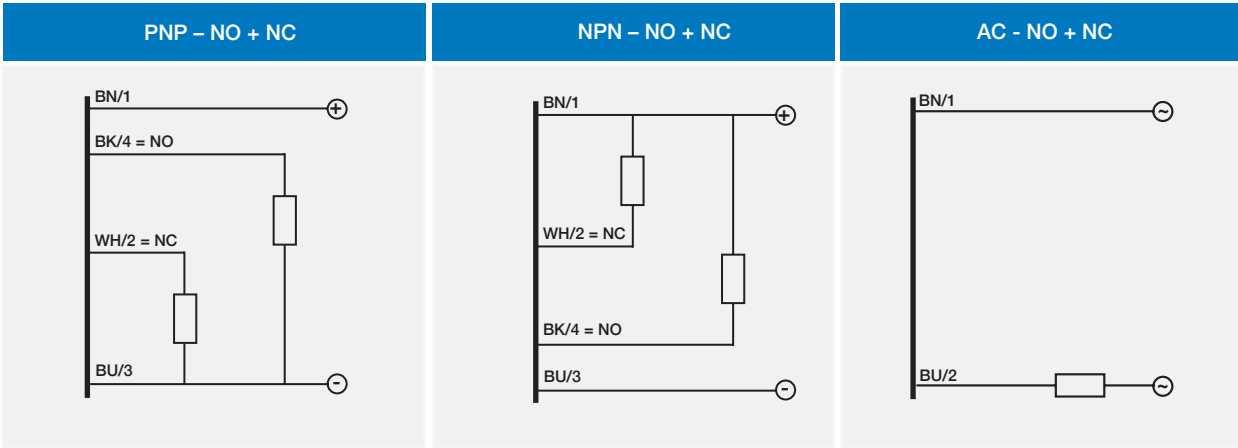 PNP – NO + NC
BN/1
+
BK/4 = NO
WH/2 = NC
BU/3
-
NPN – NO + NC
BN/1
+
WH/2 = NC
BK/4 = NO
BU/3
-
AC - NO + NC
BN/1
~
BU/2
~